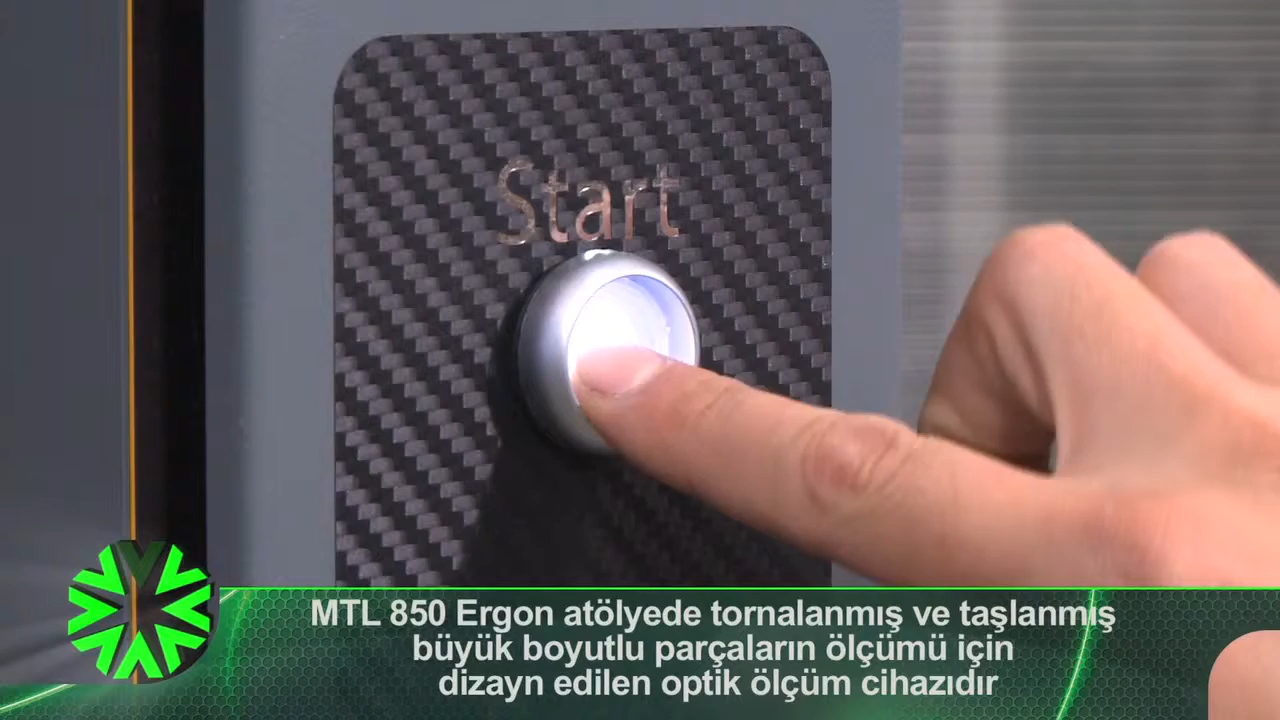 Start
MTL 850 Ergon atölyede tornalanmış ve taşlanmış
büyük boyutlu parçaların ölçümü için
dizayn edilen optik ölçüm cihazıdır